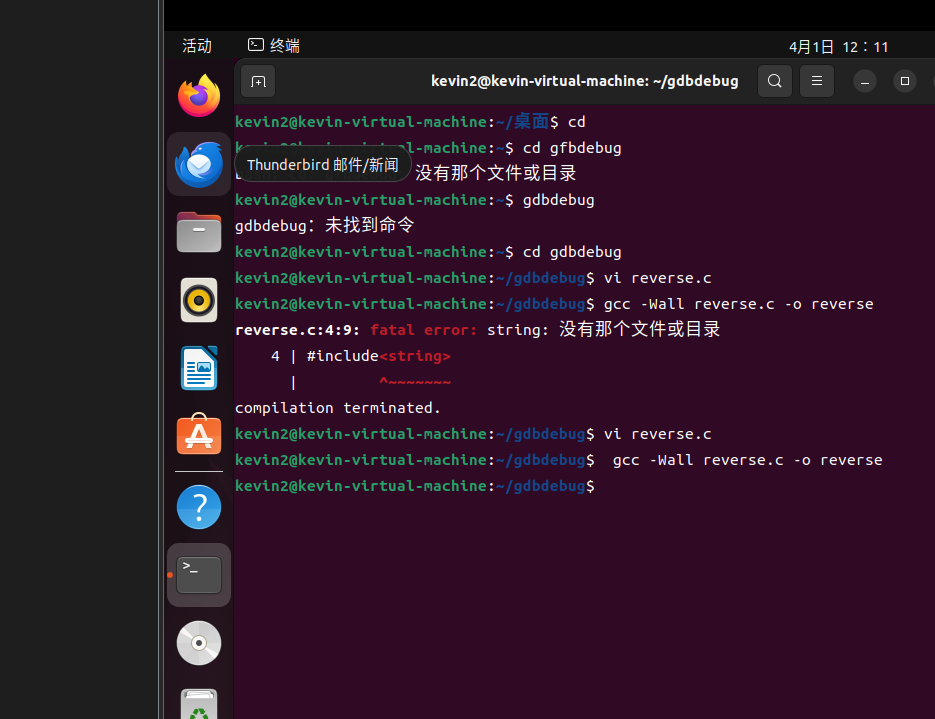 活动 终端 4月1日 12：11
kevin2@kevin-virtual-machine: ~/gdbdebug
kevin2@kevin-virtual-machine:~/桌面$ cd
kevin2@kevin-virtual-machine:~$ cd gfbdebug
Thunderbird 邮件/新闻 没有那个文件或目录
kevin2@kevin-virtual-machine:~$ gdbdebug
gdbdebug：未找到命令
kevin2@kevin-virtual-machine:~$ cd gdbdebug
kevin2@kevin-virtual-machine:~/gdbdebug$ vi reverse.c
kevin2@kevin-virtual-machine:~/gdbdebug$ gcc -Wall reverse.c -o reverse
reverse.c:4:9: fatal error: string: 没有那个文件或目录
    4 | #include<string>
      |         ^~~~~~~~
compilation terminated.
kevin2@kevin-virtual-machine:~/gdbdebug$ vi reverse.c
kevin2@kevin-virtual-machine:~/gdbdebug$  gcc -Wall reverse.c -o reverse
kevin2@kevin-virtual-machine:~/gdbdebug$